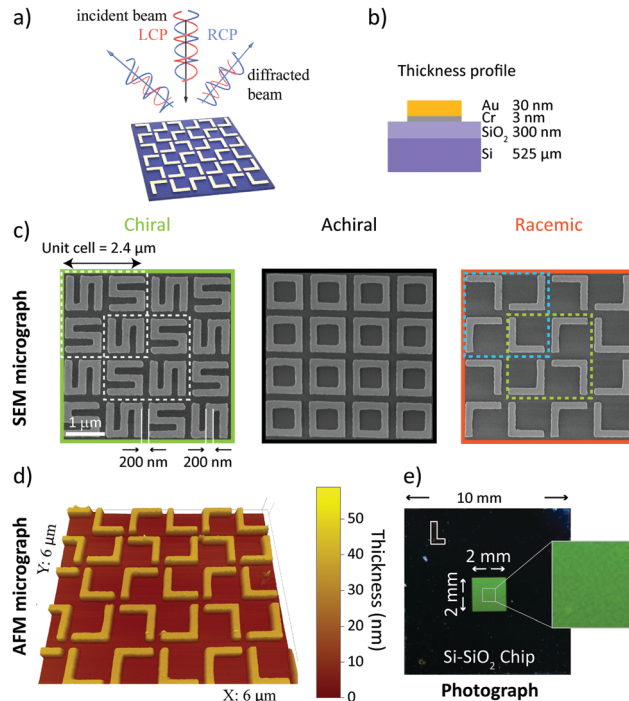 a)
incident beam
LCP
RCP
diffracted
beam
b)
Thickness profile
Au 30 nm
Cr 3 nm
SiO₂ 300 nm
Si 525 μm
c)
Chiral
Achiral
Racemic
Unit cell = 2.4 μm
SEM micrograph
1 μm
200 nm
200 nm
d)
AFM micrograph
Y: 6 μm
X: 6 μm
50
40
30
20
10
0
Thickness (nm)
e)
10 mm
L
2 mm
2 mm
Si-SiO₂ Chip
Photograph